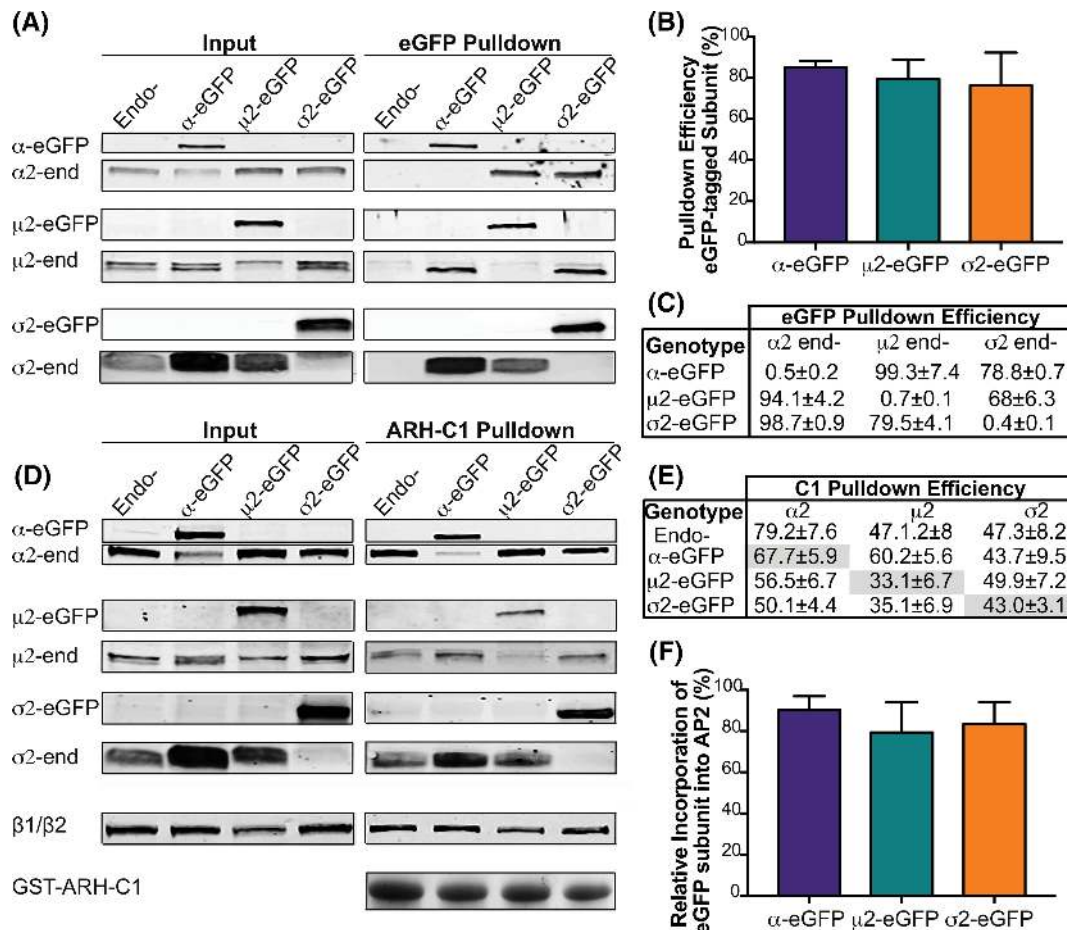 (A)
Input
eGFP Pulldown
Endo-
α-eGFP
μ2-eGFP
σ2-eGFP
Endo-
α-eGFP
μ2-eGFP
σ2-eGFP
α-eGFP
α2-end
μ2-eGFP
μ2-end
σ2-eGFP
σ2-end
(B)
Pulldown Efficiency
eGFP-tagged Subunit (%)
100
80
60
40
20
0
α-eGFP μ2-eGFP σ2-eGFP
(C)
eGFP Pulldown Efficiency
Genotype α2 end- μ2 end- σ2 end-
α-eGFP 0.5±0.2 99.3±7.4 78.8±0.7
μ2-eGFP 94.1±4.2 0.7±0.1 68±6.3
σ2-eGFP 98.7±0.9 79.5±4.1 0.4±0.1
(D)
Input
ARH-C1 Pulldown
Endo-
α-eGFP
μ2-eGFP
σ2-eGFP
Endo-
α-eGFP
μ2-eGFP
σ2-eGFP
α-eGFP
α2-end
μ2-eGFP
μ2-end
σ2-eGFP
σ2-end
β1/β2
GST-ARH-C1
(E)
C1 Pulldown Efficiency
Genotype α2 μ2 σ2
Endo- 79.2±7.6 47.1.2±8 47.3±8.2
α-eGFP 67.7±5.9 60.2±5.6 43.7±9.5
μ2-eGFP 56.5±6.7 33.1±6.7 49.9±7.2
σ2-eGFP 50.1±4.4 35.1±6.9 43.0±3.1
(F)
Relative Incorporation of
eGFP subunit into AP2 (%)
100
80
60
40
20
0
α-eGFP μ2-eGFP σ2-eGFP